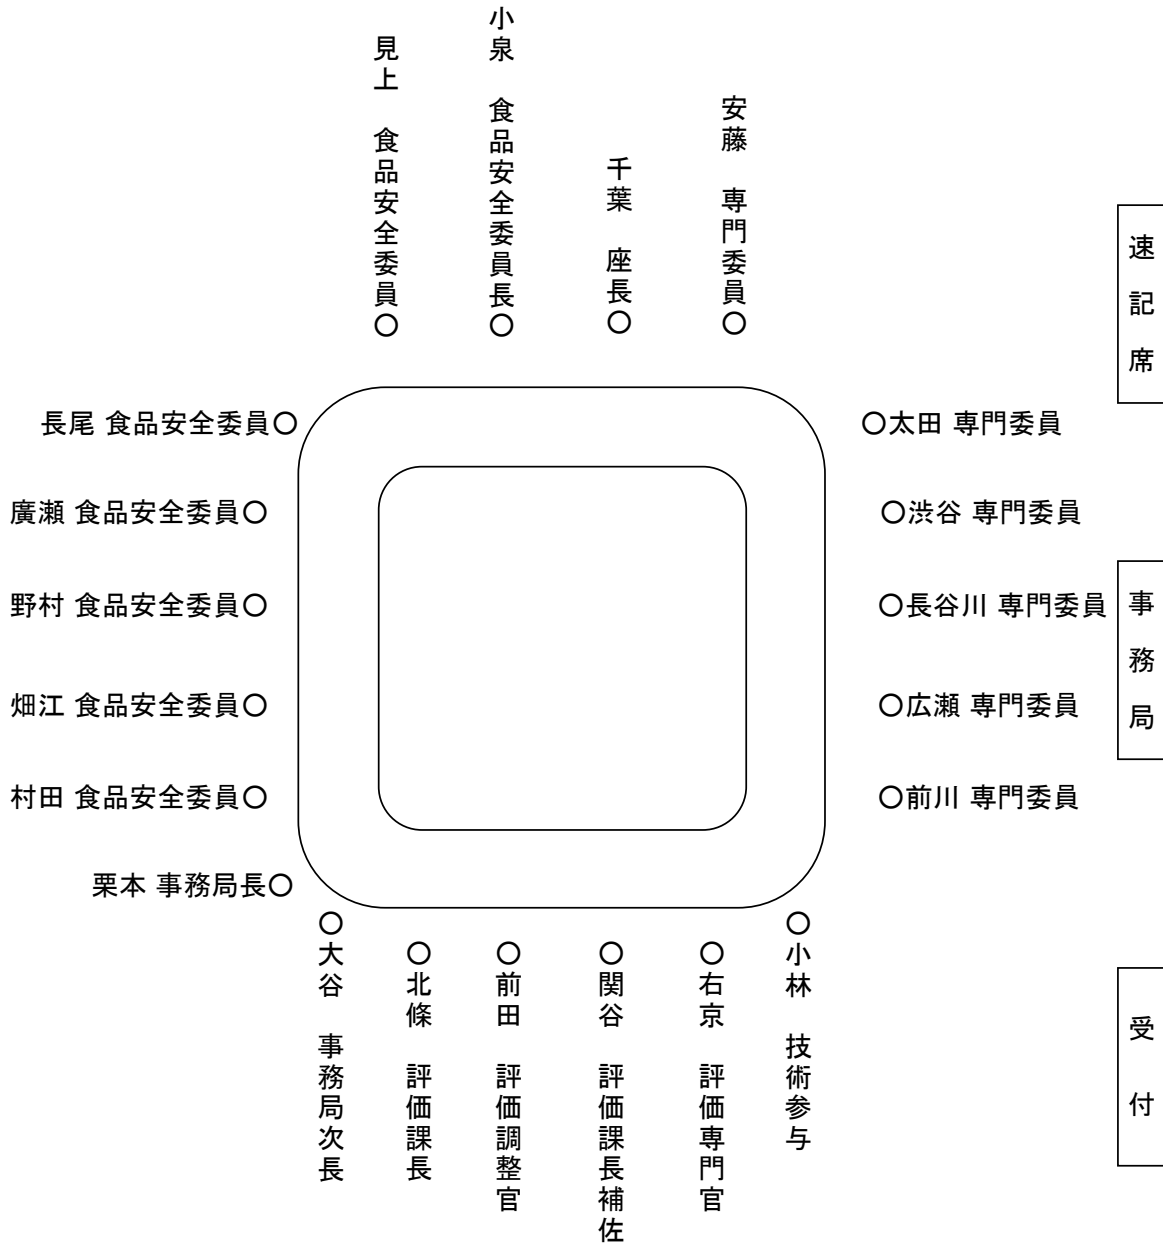 見上 食品安全委員○
小泉 食品安全委員長○
千葉 座長○
安藤 専門委員○
速記席
長尾 食品安全委員○
○太田 専門委員
廣瀬 食品安全委員○
○渋谷 専門委員
野村 食品安全委員○
○長谷川 専門委員
事務局
畑江 食品安全委員○
○広瀬 専門委員
村田 食品安全委員○
○前川 専門委員
栗本 事務局長○
○大谷 事務局次長
○北條 評価課長
○前田 評価調整官
○関谷 評価課長補佐
○右京 評価専門官
○小林 技術参与
受付